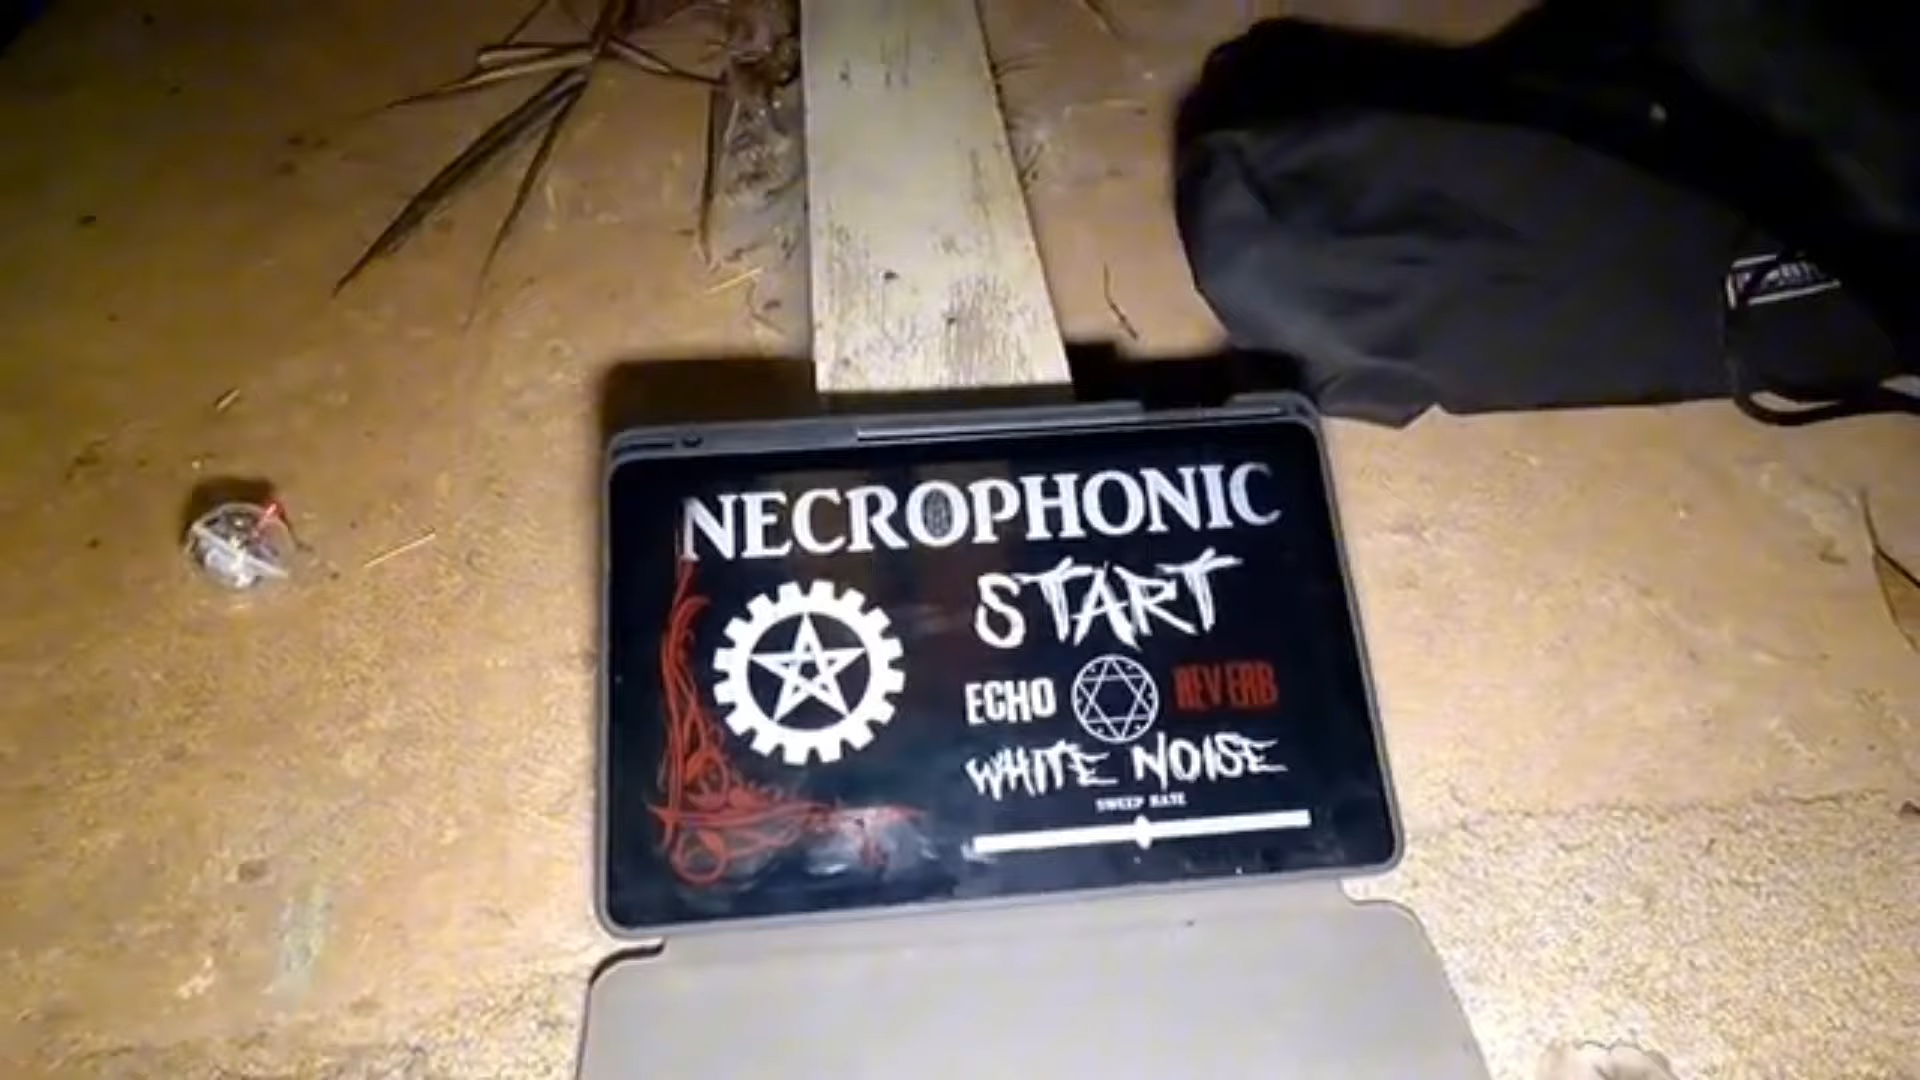 NECROPHONIC
START
ECHO REVERB
WHITE NOISE
SWEEP RATE